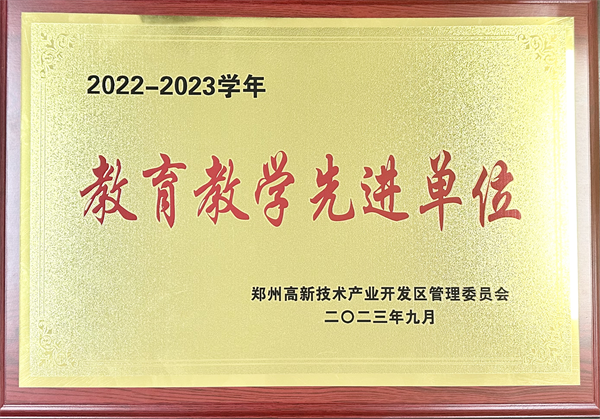 2022-2023学年
教育教学先进单位
郑州高新技术产业开发区管理委员会
二〇二三年九月